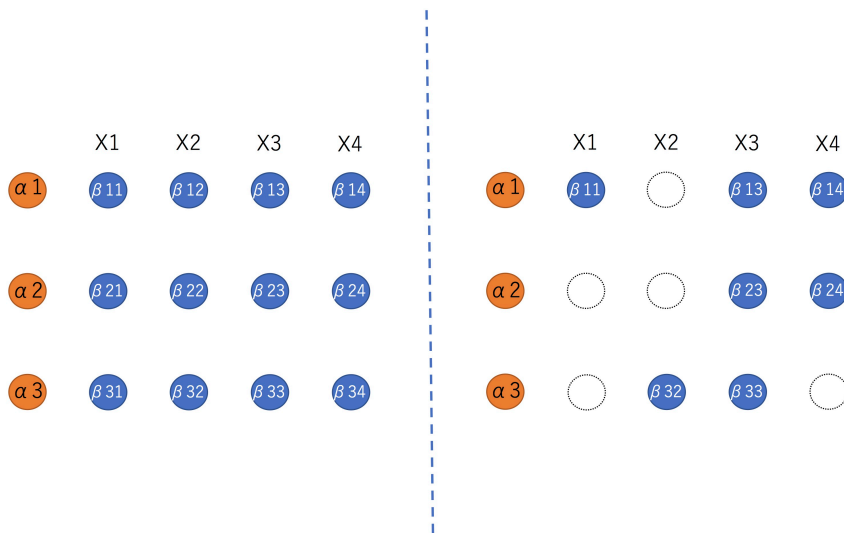 X1 X2 X3 X4
α1 β11 β12 β13 β14
α2 β21 β22 β23 β24
α3 β31 β32 β33 β34
X1 X2 X3 X4
α1 β11 β13 β14
α2 β23 β24
α3 β32 β33